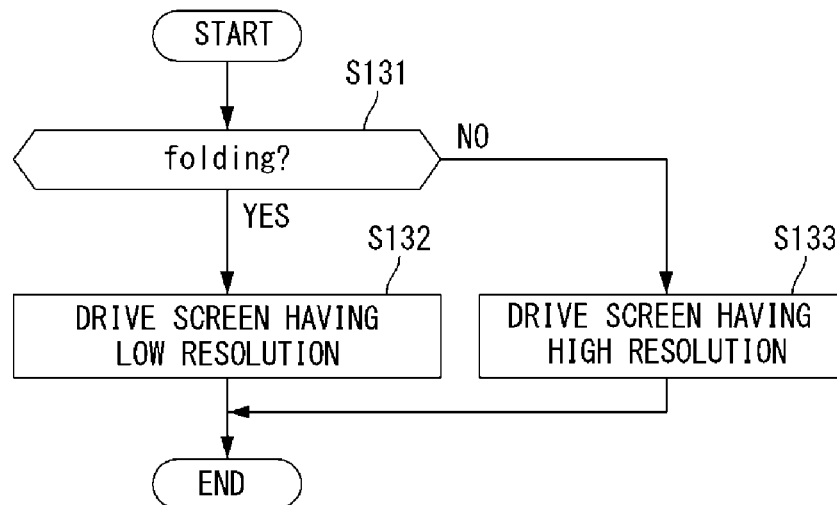 START
S131
folding?
NO
YES
S132
S133
DRIVE SCREEN HAVING
LOW RESOLUTION
DRIVE SCREEN HAVING
HIGH RESOLUTION
END